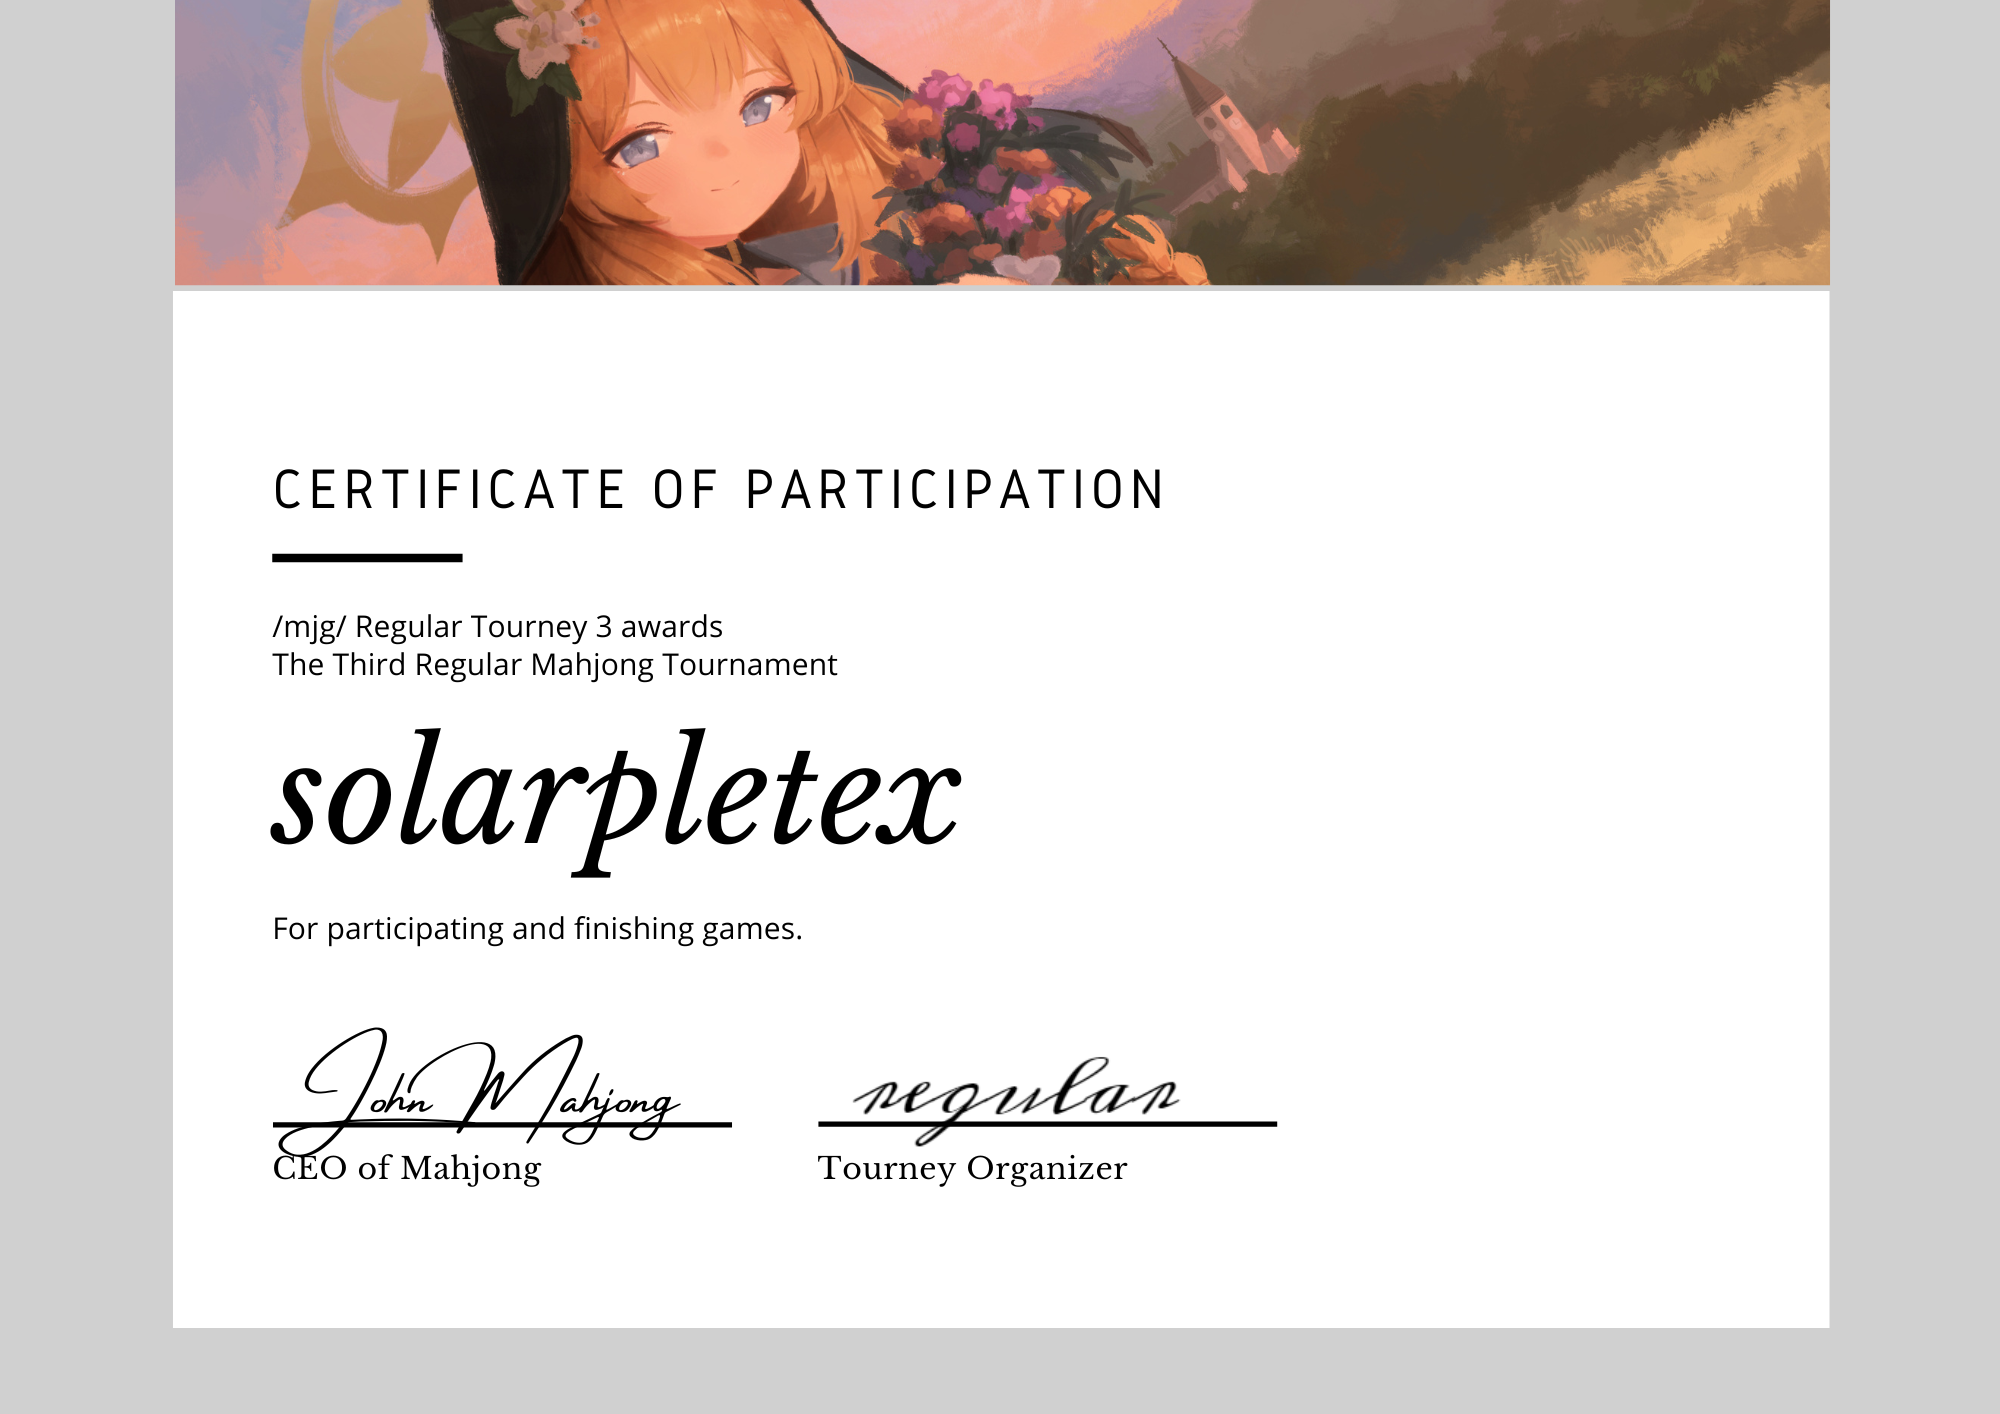 CERTIFICATE OF PARTICIPATION
/mjg/ Regular Tourney 3 awards
The Third Regular Mahjong Tournament
solarpletex
For participating and finishing games.
John Mahjong
regular
CEO of Mahjong
Tourney Organizer